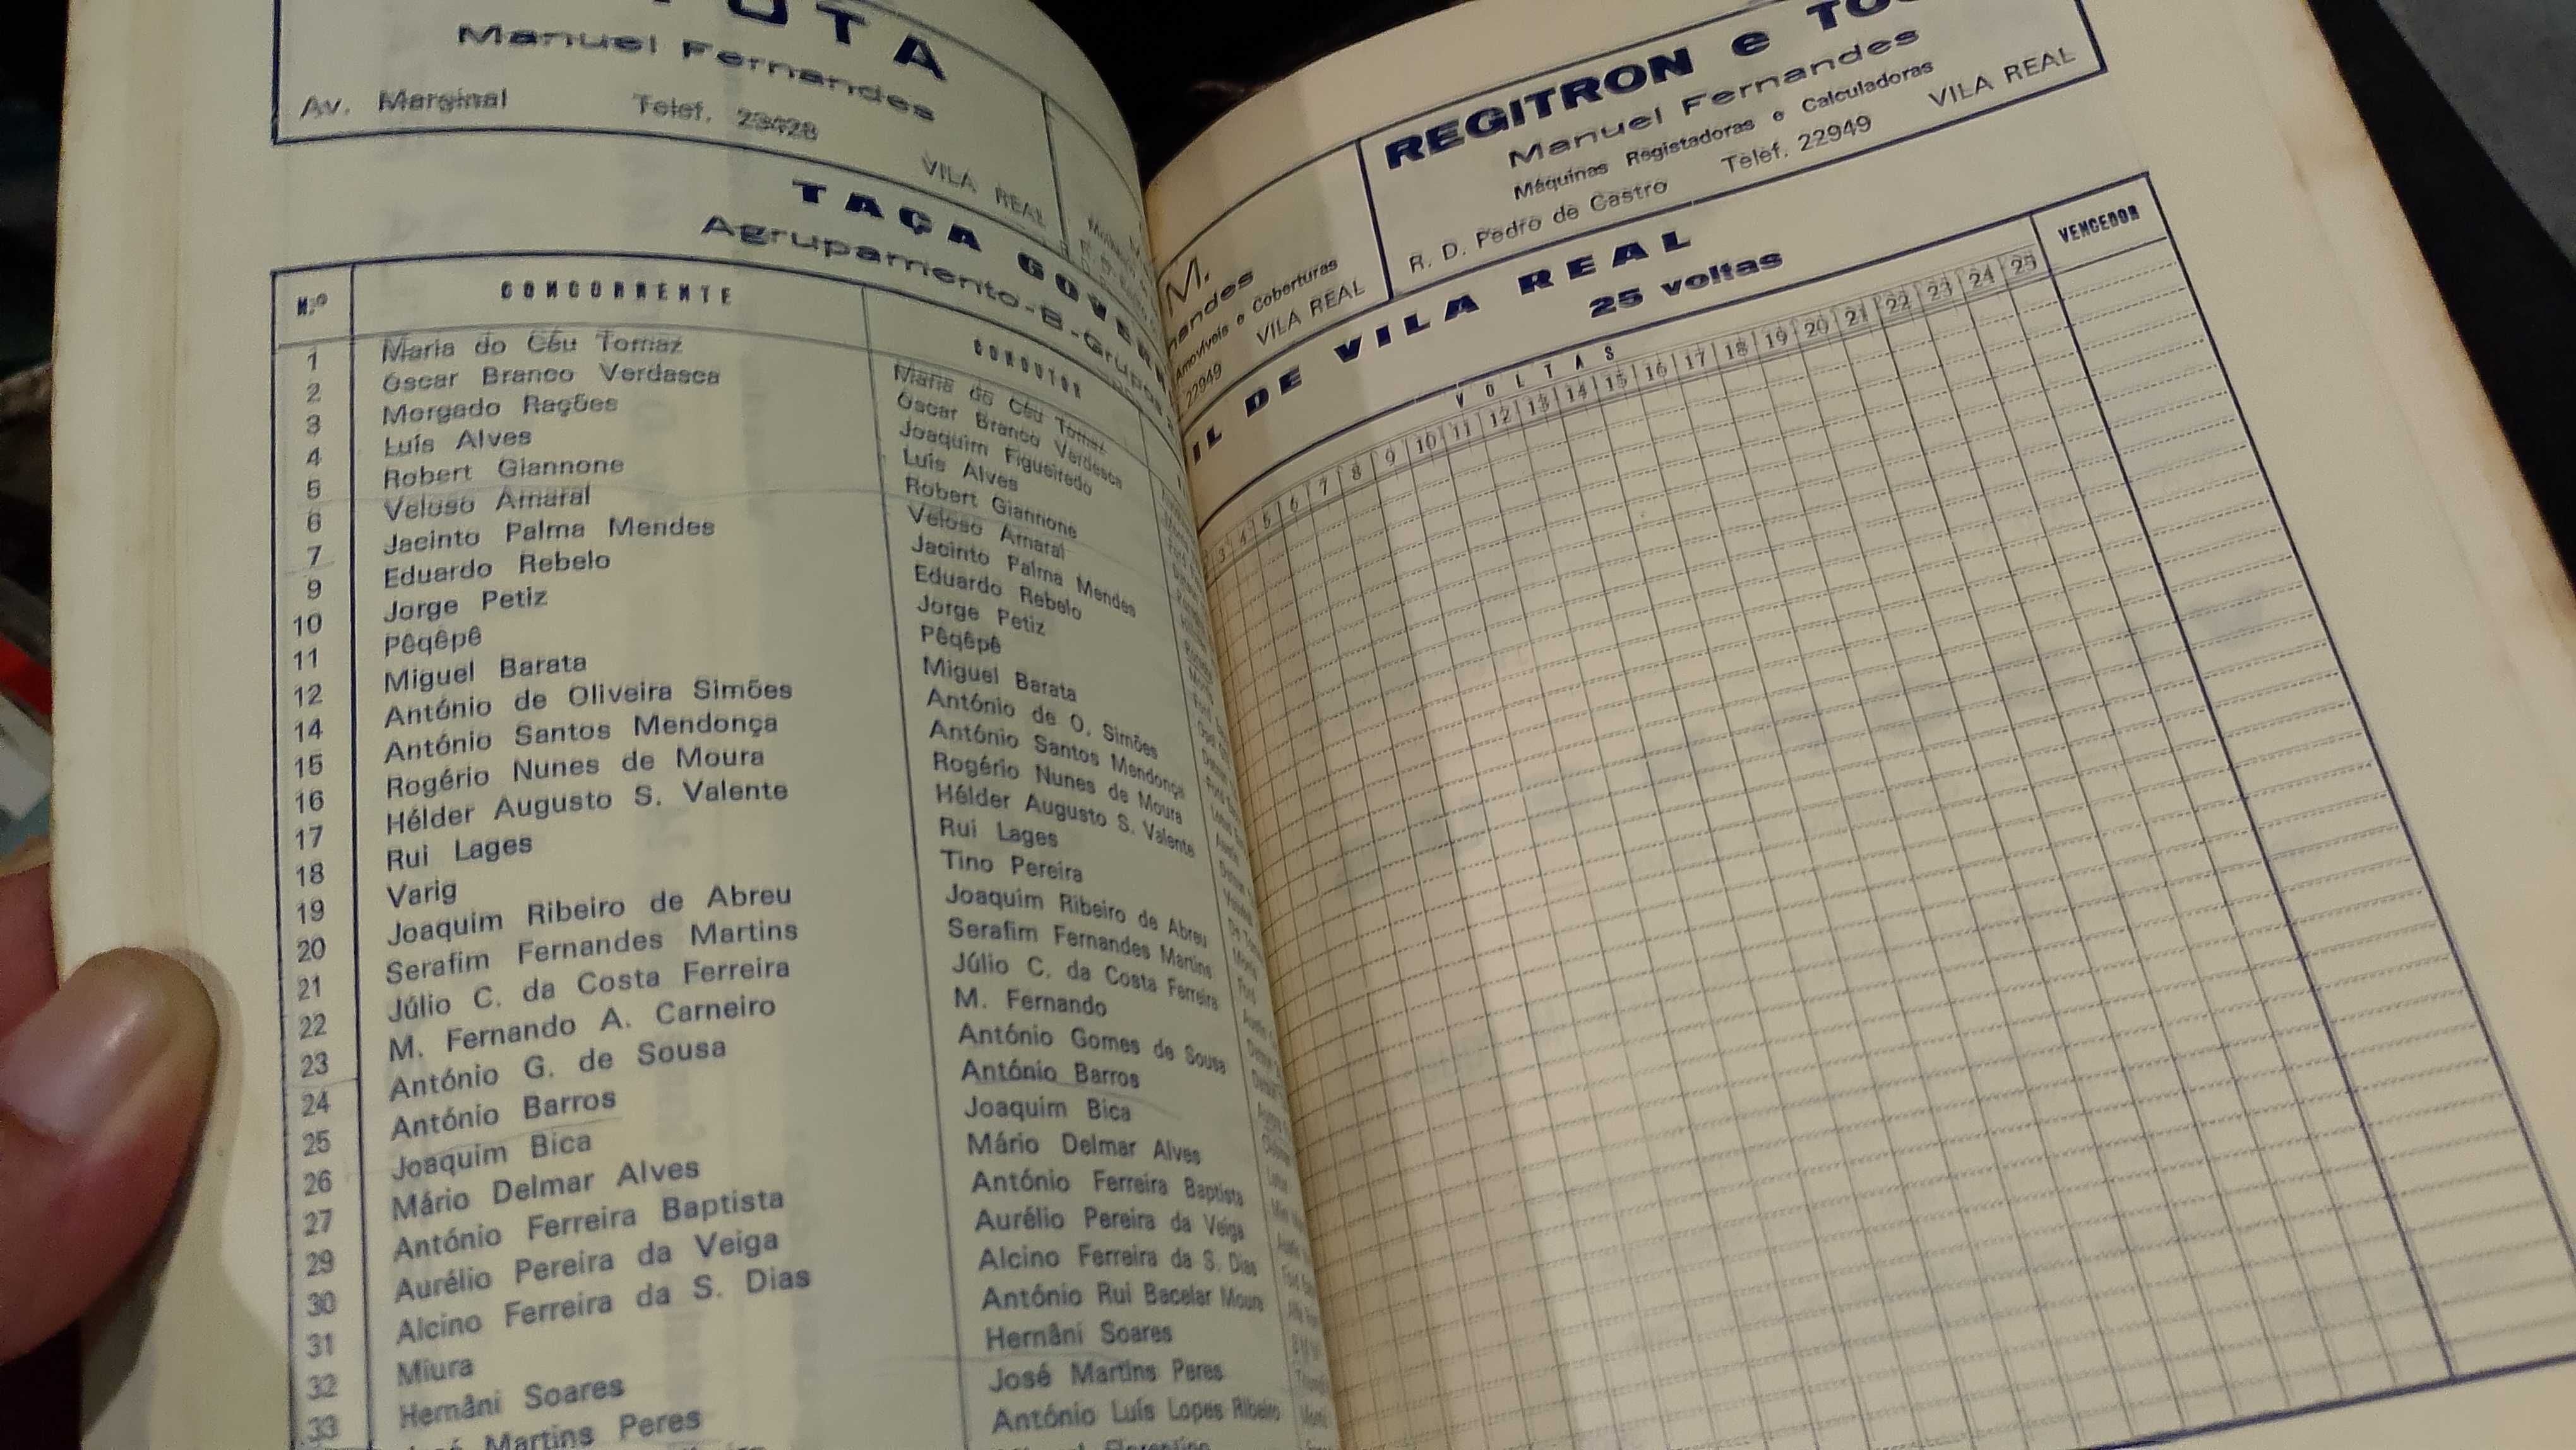 Manuel Fernandes
Av. Marginal Telef. 23428
VILA REAL
TAÇA GOVERN
Agrupamento-B-Grupos
N.º CONCORRENTE CONDUTOR
1 Maria do Céu Tomaz Maria do Céu Tomaz
2 Óscar Branco Verdasca Óscar Branco Verdasca
3 Morgado Rações Joaquim Figueiredo
4 Luís Alves Luís Alves
5 Robert Giannone Robert Giannone
6 Veloso Amaral Veloso Amaral
7 Jacinto Palma Mendes Jacinto Palma Mendes
9 Eduardo Rebelo Eduardo Rebelo
10 Jorge Petiz Jorge Petiz
11 Pêqêpê Pêqêpê
12 Miguel Barata Miguel Barata
14 António de Oliveira Simões António de O. Simões
15 António Santos Mendonça António Santos Mendonça
16 Rogério Nunes de Moura Rogério Nunes de Moura
17 Hélder Augusto S. Valente Hélder Augusto S. Valente
18 Rui Lages Rui Lages
19 Varig Tino Pereira
20 Joaquim Ribeiro de Abreu Joaquim Ribeiro de Abreu
21 Serafim Fernandes Martins Serafim Fernandes Martins
22 Júlio C. da Costa Ferreira Júlio C. da Costa Ferreira
23 M. Fernando A. Carneiro M. Fernando
24 António G. de Sousa António Gomes de Sousa
25 António Barros António Barros
26 Joaquim Bica Joaquim Bica
27 Mário Delmar Alves Mário Delmar Alves
29 António Ferreira Baptista António Ferreira Baptista
30 Aurélio Pereira da Veiga Aurélio Pereira da Veiga
31 Alcino Ferreira da S. Dias Alcino Ferreira da S. Dias
32 Miura António Rui Bacelar Moura
33 Hernâni Soares Hernâni Soares
Martins Peres José Martins Peres
António Luís Lopes Ribeiro
M.
Amovíveis e Coberturas
22949 VILA REAL
REGITRON e
Manuel Fernandes
Máquinas Registadoras e Calculadoras
R. D. Pedro de Castro Telef. 22949 VILA REAL
IL DE VILA REAL
25 voltas
VOLTAS VENCEDOR
3 4 5 6 7 8 9 10 11 12 13 14 15 16 17 18 19 20 21 22 23 24 25